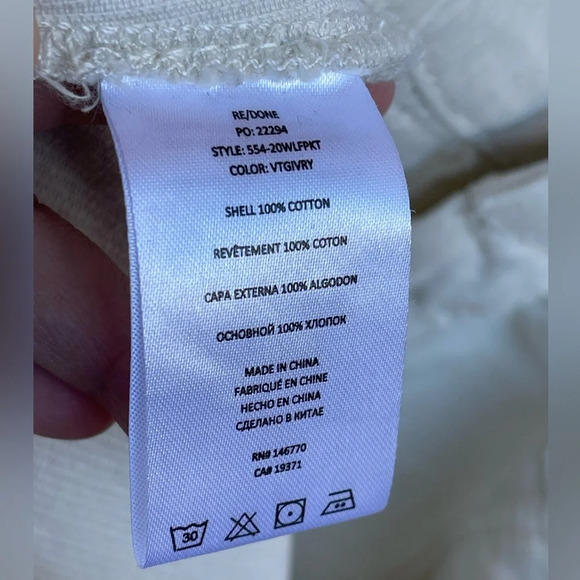 RE/DONE
PO: 22294
STYLE: 554-20WLFPKT
COLOR: VTGIVRY
SHELL 100% COTTON
REVÊTEMENT 100% COTON
CAPA EXTERNA 100% ALGODON
ОСНОВНОЙ 100% ХЛОПОК
MADE IN CHINA
FABRIQUÉ EN CHINE
HECHO EN CHINA
СДЕЛАНО В КИТАЕ
RN# 146770
CA# 19371
30